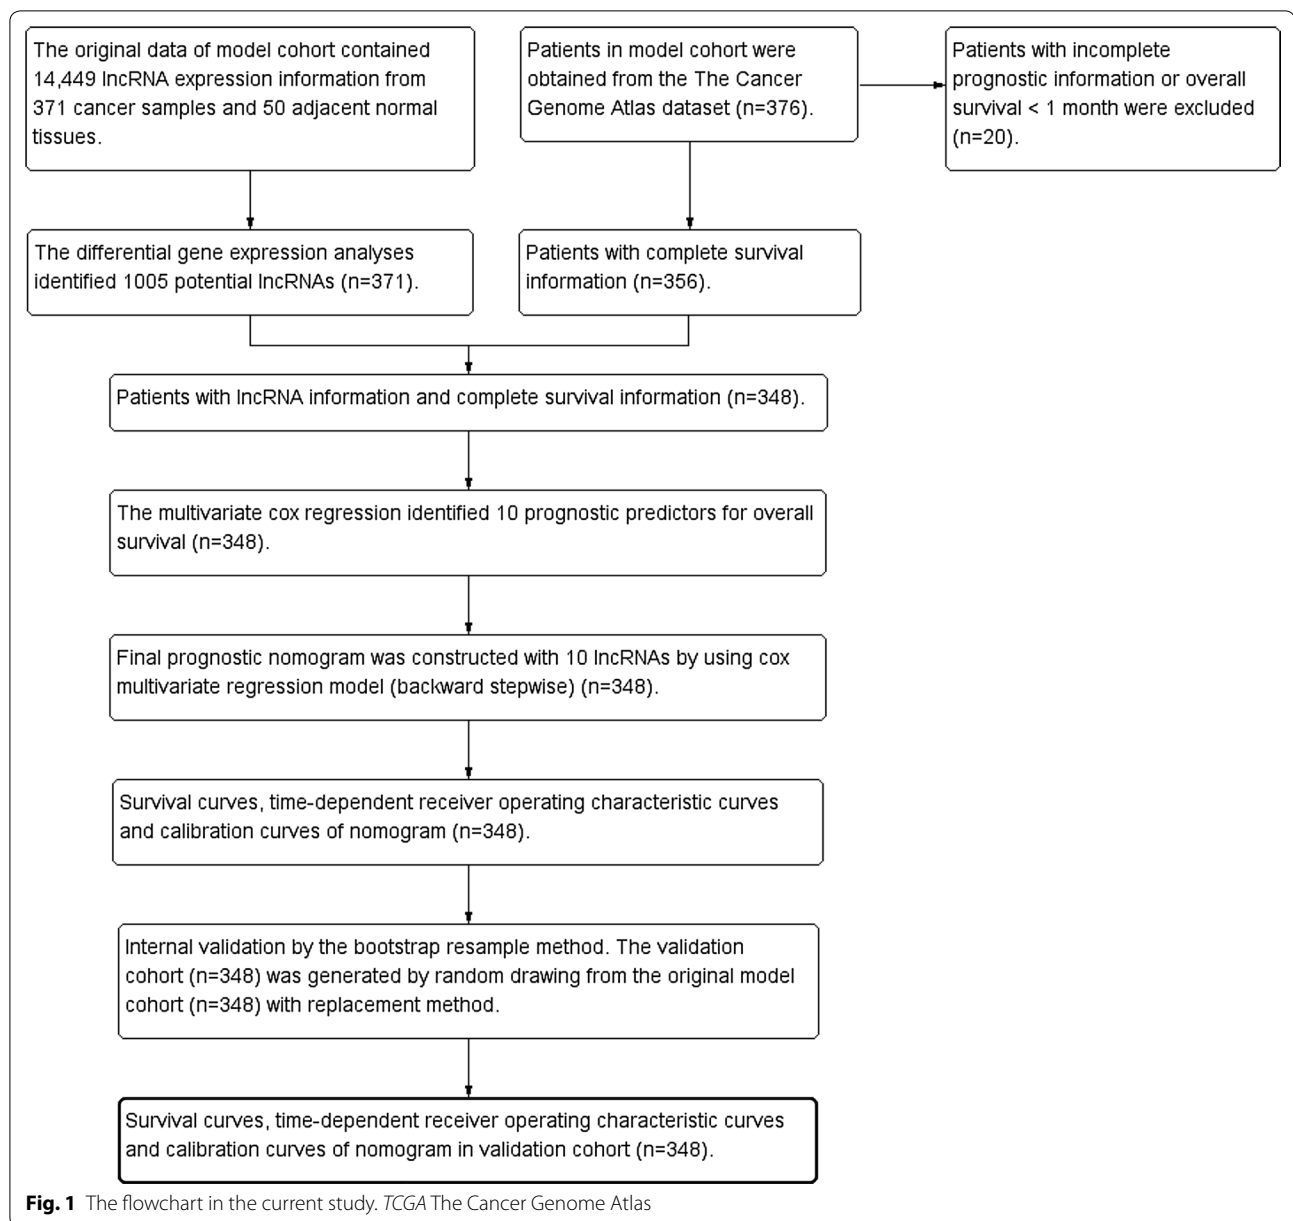 The original data of model cohort contained
14,449 lncRNA expression information from
371 cancer samples and 50 adjacent normal
tissues.
Patients in model cohort were
obtained from the The Cancer
Genome Atlas dataset (n=376).
Patients with incomplete
prognostic information or overall
survival < 1 month were excluded
(n=20).
The differential gene expression analyses
identified 1005 potential lncRNAs (n=371).
Patients with complete survival
information (n=356).
Patients with lncRNA information and complete survival information (n=348).
The multivariate cox regression identified 10 prognostic predictors for overall
survival (n=348).
Final prognostic nomogram was constructed with 10 lncRNAs by using cox
multivariate regression model (backward stepwise) (n=348).
Survival curves, time-dependent receiver operating characteristic curves
and calibration curves of nomogram (n=348).
Internal validation by the bootstrap resample method. The validation
cohort (n=348) was generated by random drawing from the original model
cohort (n=348) with replacement method.
Survival curves, time-dependent receiver operating characteristic curves
and calibration curves of nomogram in validation cohort (n=348).
Fig. 1 The flowchart in the current study. TCGA The Cancer Genome Atlas